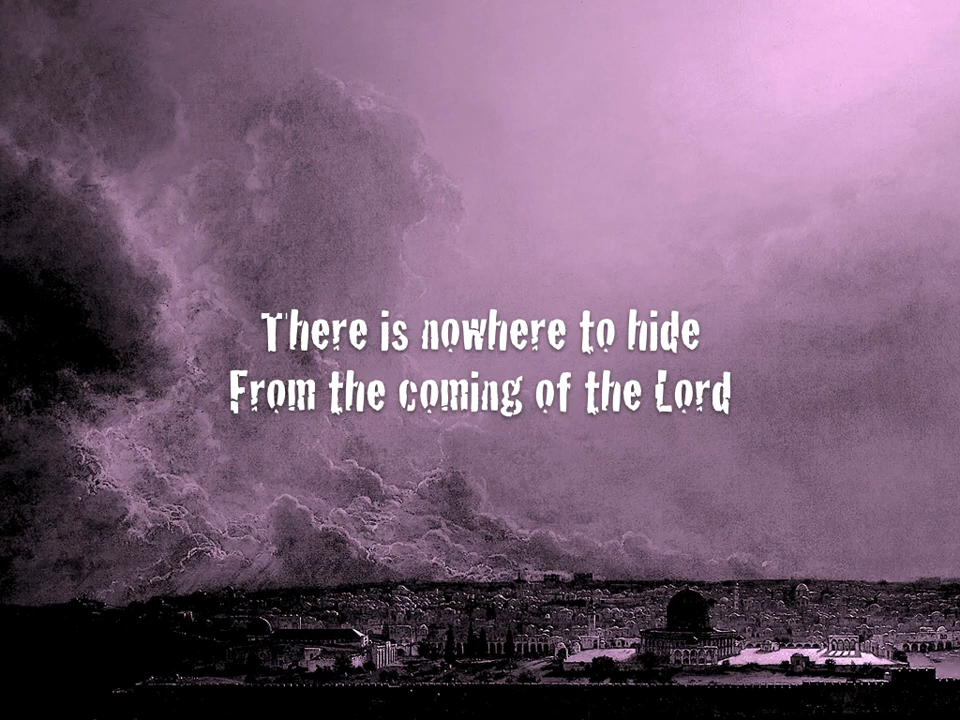 There is nowhere to hide
From the coming of the Lord